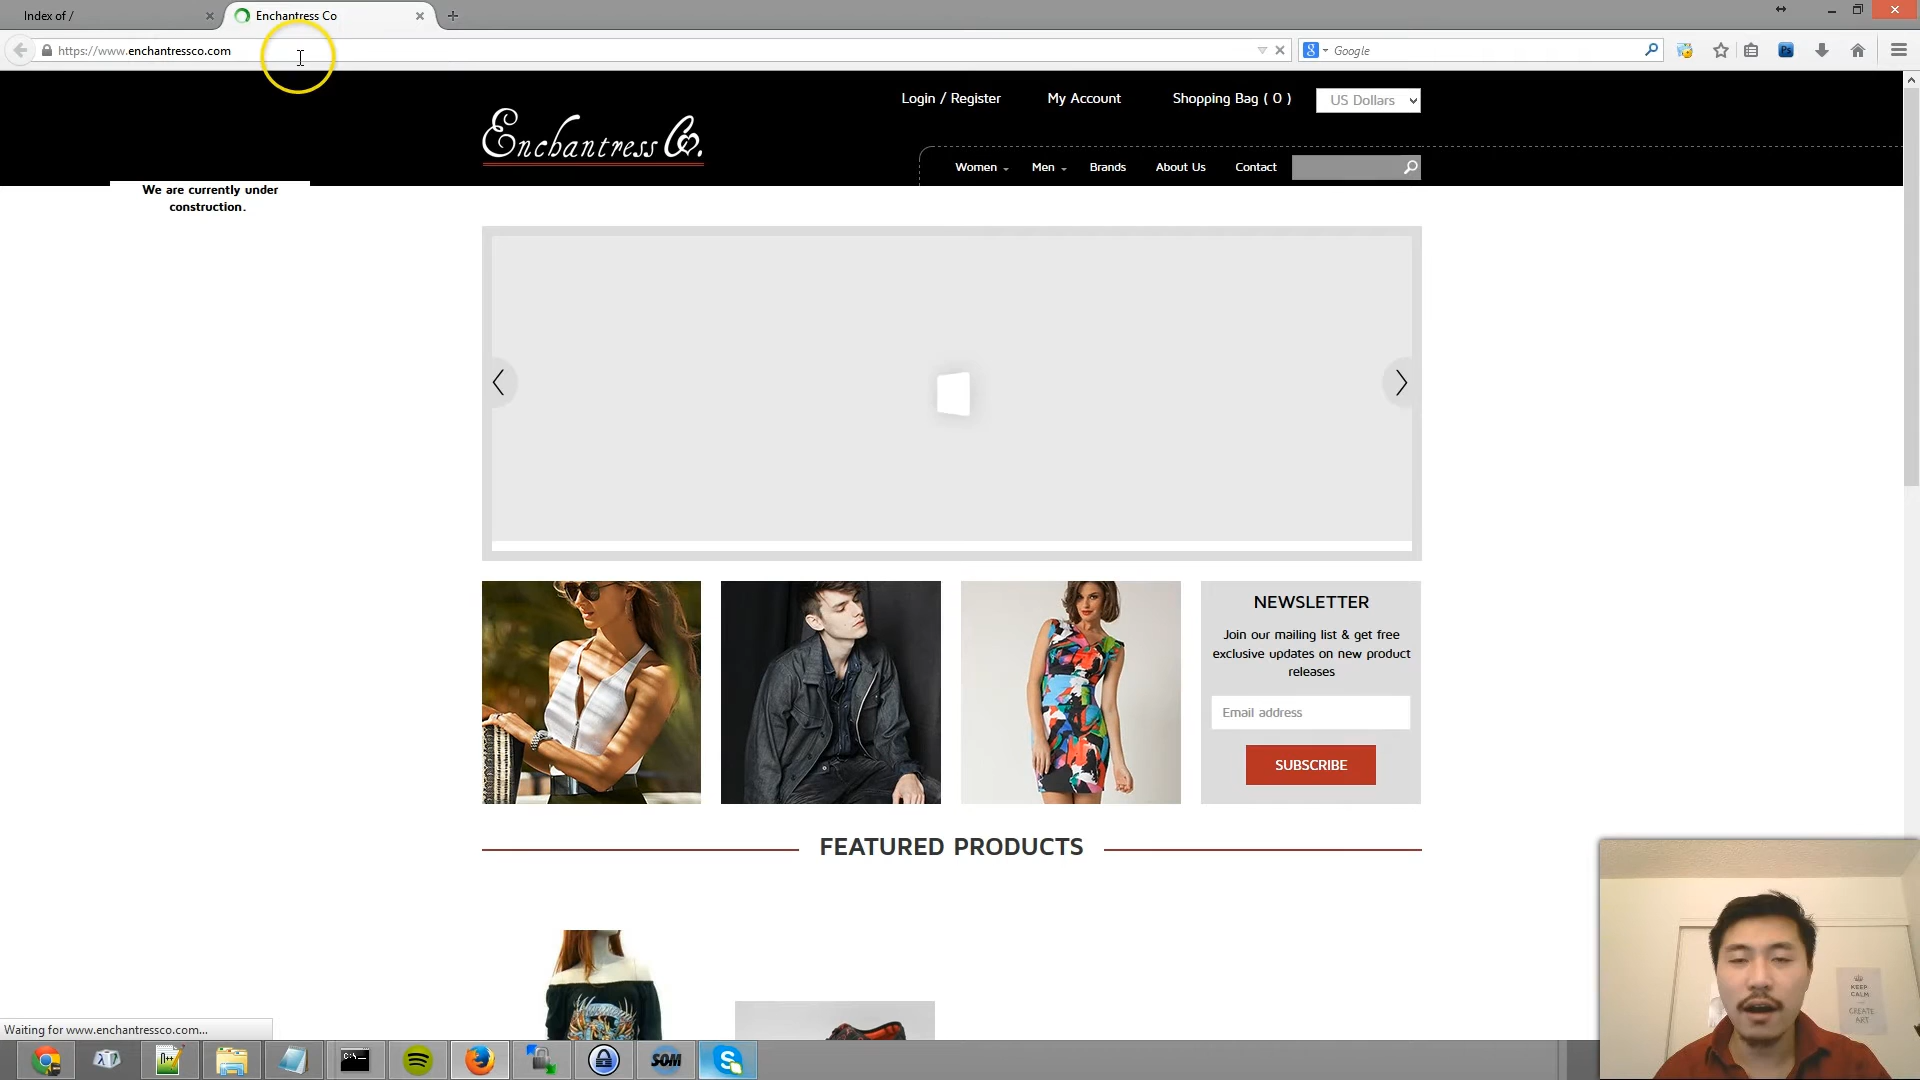 Index of /
Enchantress Co
https://www.enchantressco.com
Google
Login / Register
My Account
Shopping Bag ( 0 )
US Dollars
Enchantress Co.
Women
Men
Brands
About Us
Contact
We are currently under
construction.
NEWSLETTER
Join our mailing list & get free
exclusive updates on new product
releases
Email address
SUBSCRIBE
FEATURED PRODUCTS
KEEP
CALM
CREATE
ART
Waiting for www.enchantressco.com...
SOM